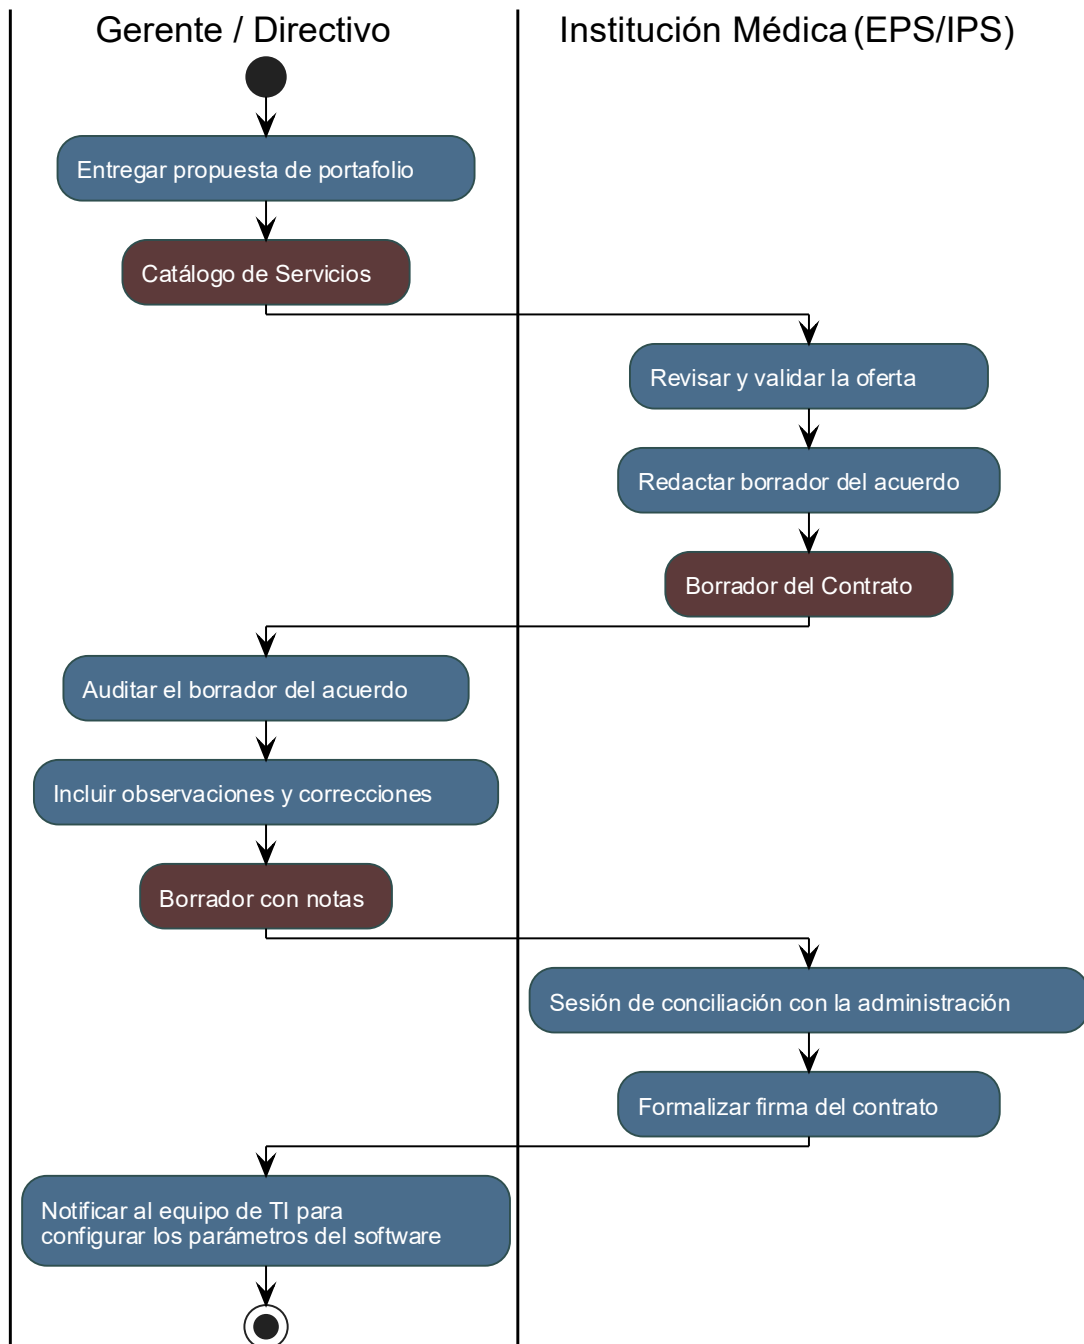 Gerente / Directivo
Institución Médica (EPS/IPS)
Entregar propuesta de portafolio
Catálogo de Servicios
Revisar y validar la oferta
Redactar borrador del acuerdo
Borrador del Contrato
Auditar el borrador del acuerdo
Incluir observaciones y correcciones
Borrador con notas
Sesión de conciliación con la administración
Formalizar firma del contrato
Notificar al equipo de TI para
configurar los parámetros del software